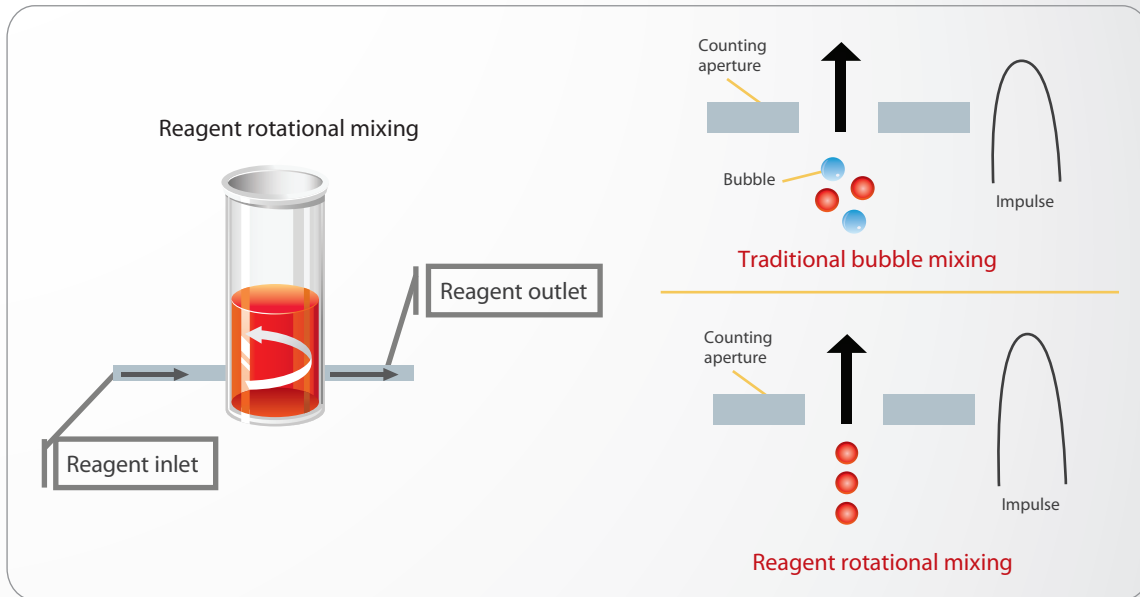 Reagent rotational mixing
Reagent outlet
Reagent inlet
Counting
aperture
Bubble
Impulse
Traditional bubble mixing
Counting
aperture
Impulse
Reagent rotational mixing